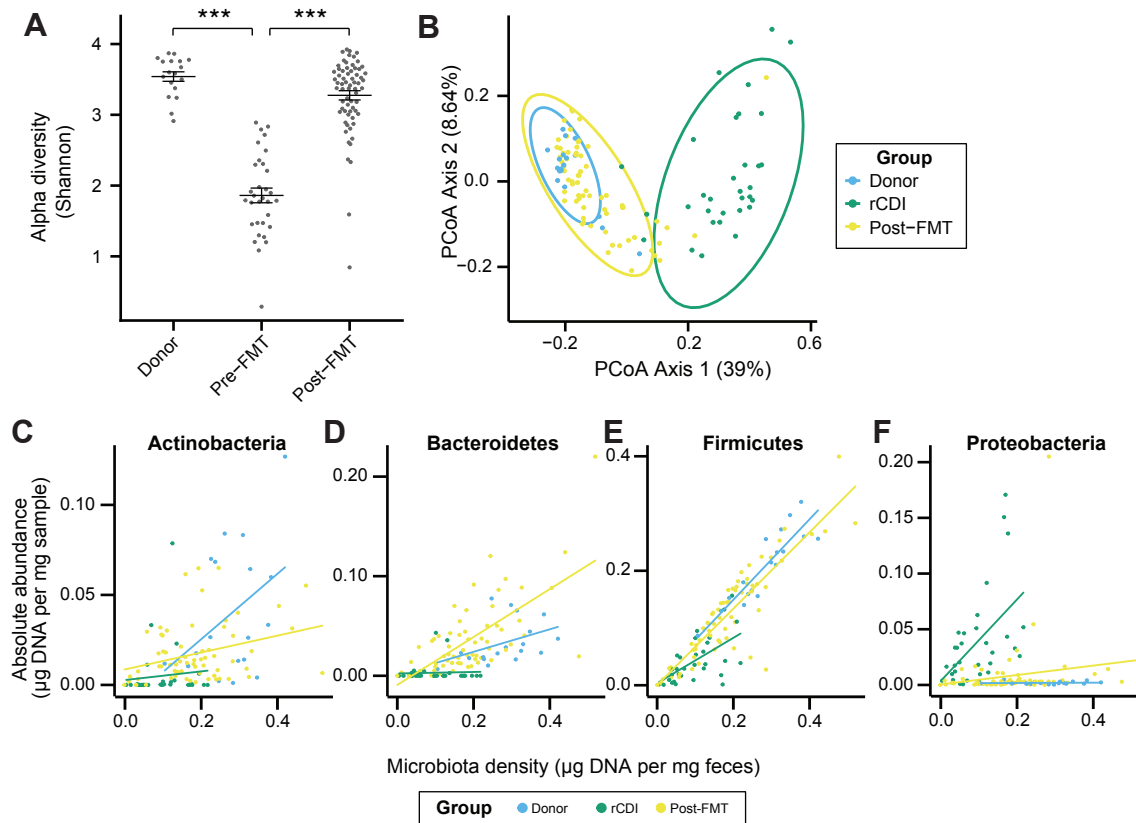 A
*** ***
Alpha diversity
(Shannon)
4
3
2
1
Donor
Pre−FMT
Post−FMT
B
PCoA Axis 2 (8.64%)
0.2
0.0
−0.2
−0.2
0.2
0.6
PCoA Axis 1 (39%)
Group
Donor
rCDI
Post−FMT
C
Actinobacteria
D
Bacteroidetes
E
Firmicutes
F
Proteobacteria
Absolute abundance
(µg DNA per mg sample)
0.10
0.05
0.00
0.0 0.2 0.4
0.20
0.10
0.00
0.0 0.2 0.4
0.4
0.2
0.0
0.0 0.2 0.4
0.20
0.15
0.10
0.05
0.00
0.0 0.2 0.4
Microbiota density (µg DNA per mg feces)
Group Donor rCDI Post-FMT